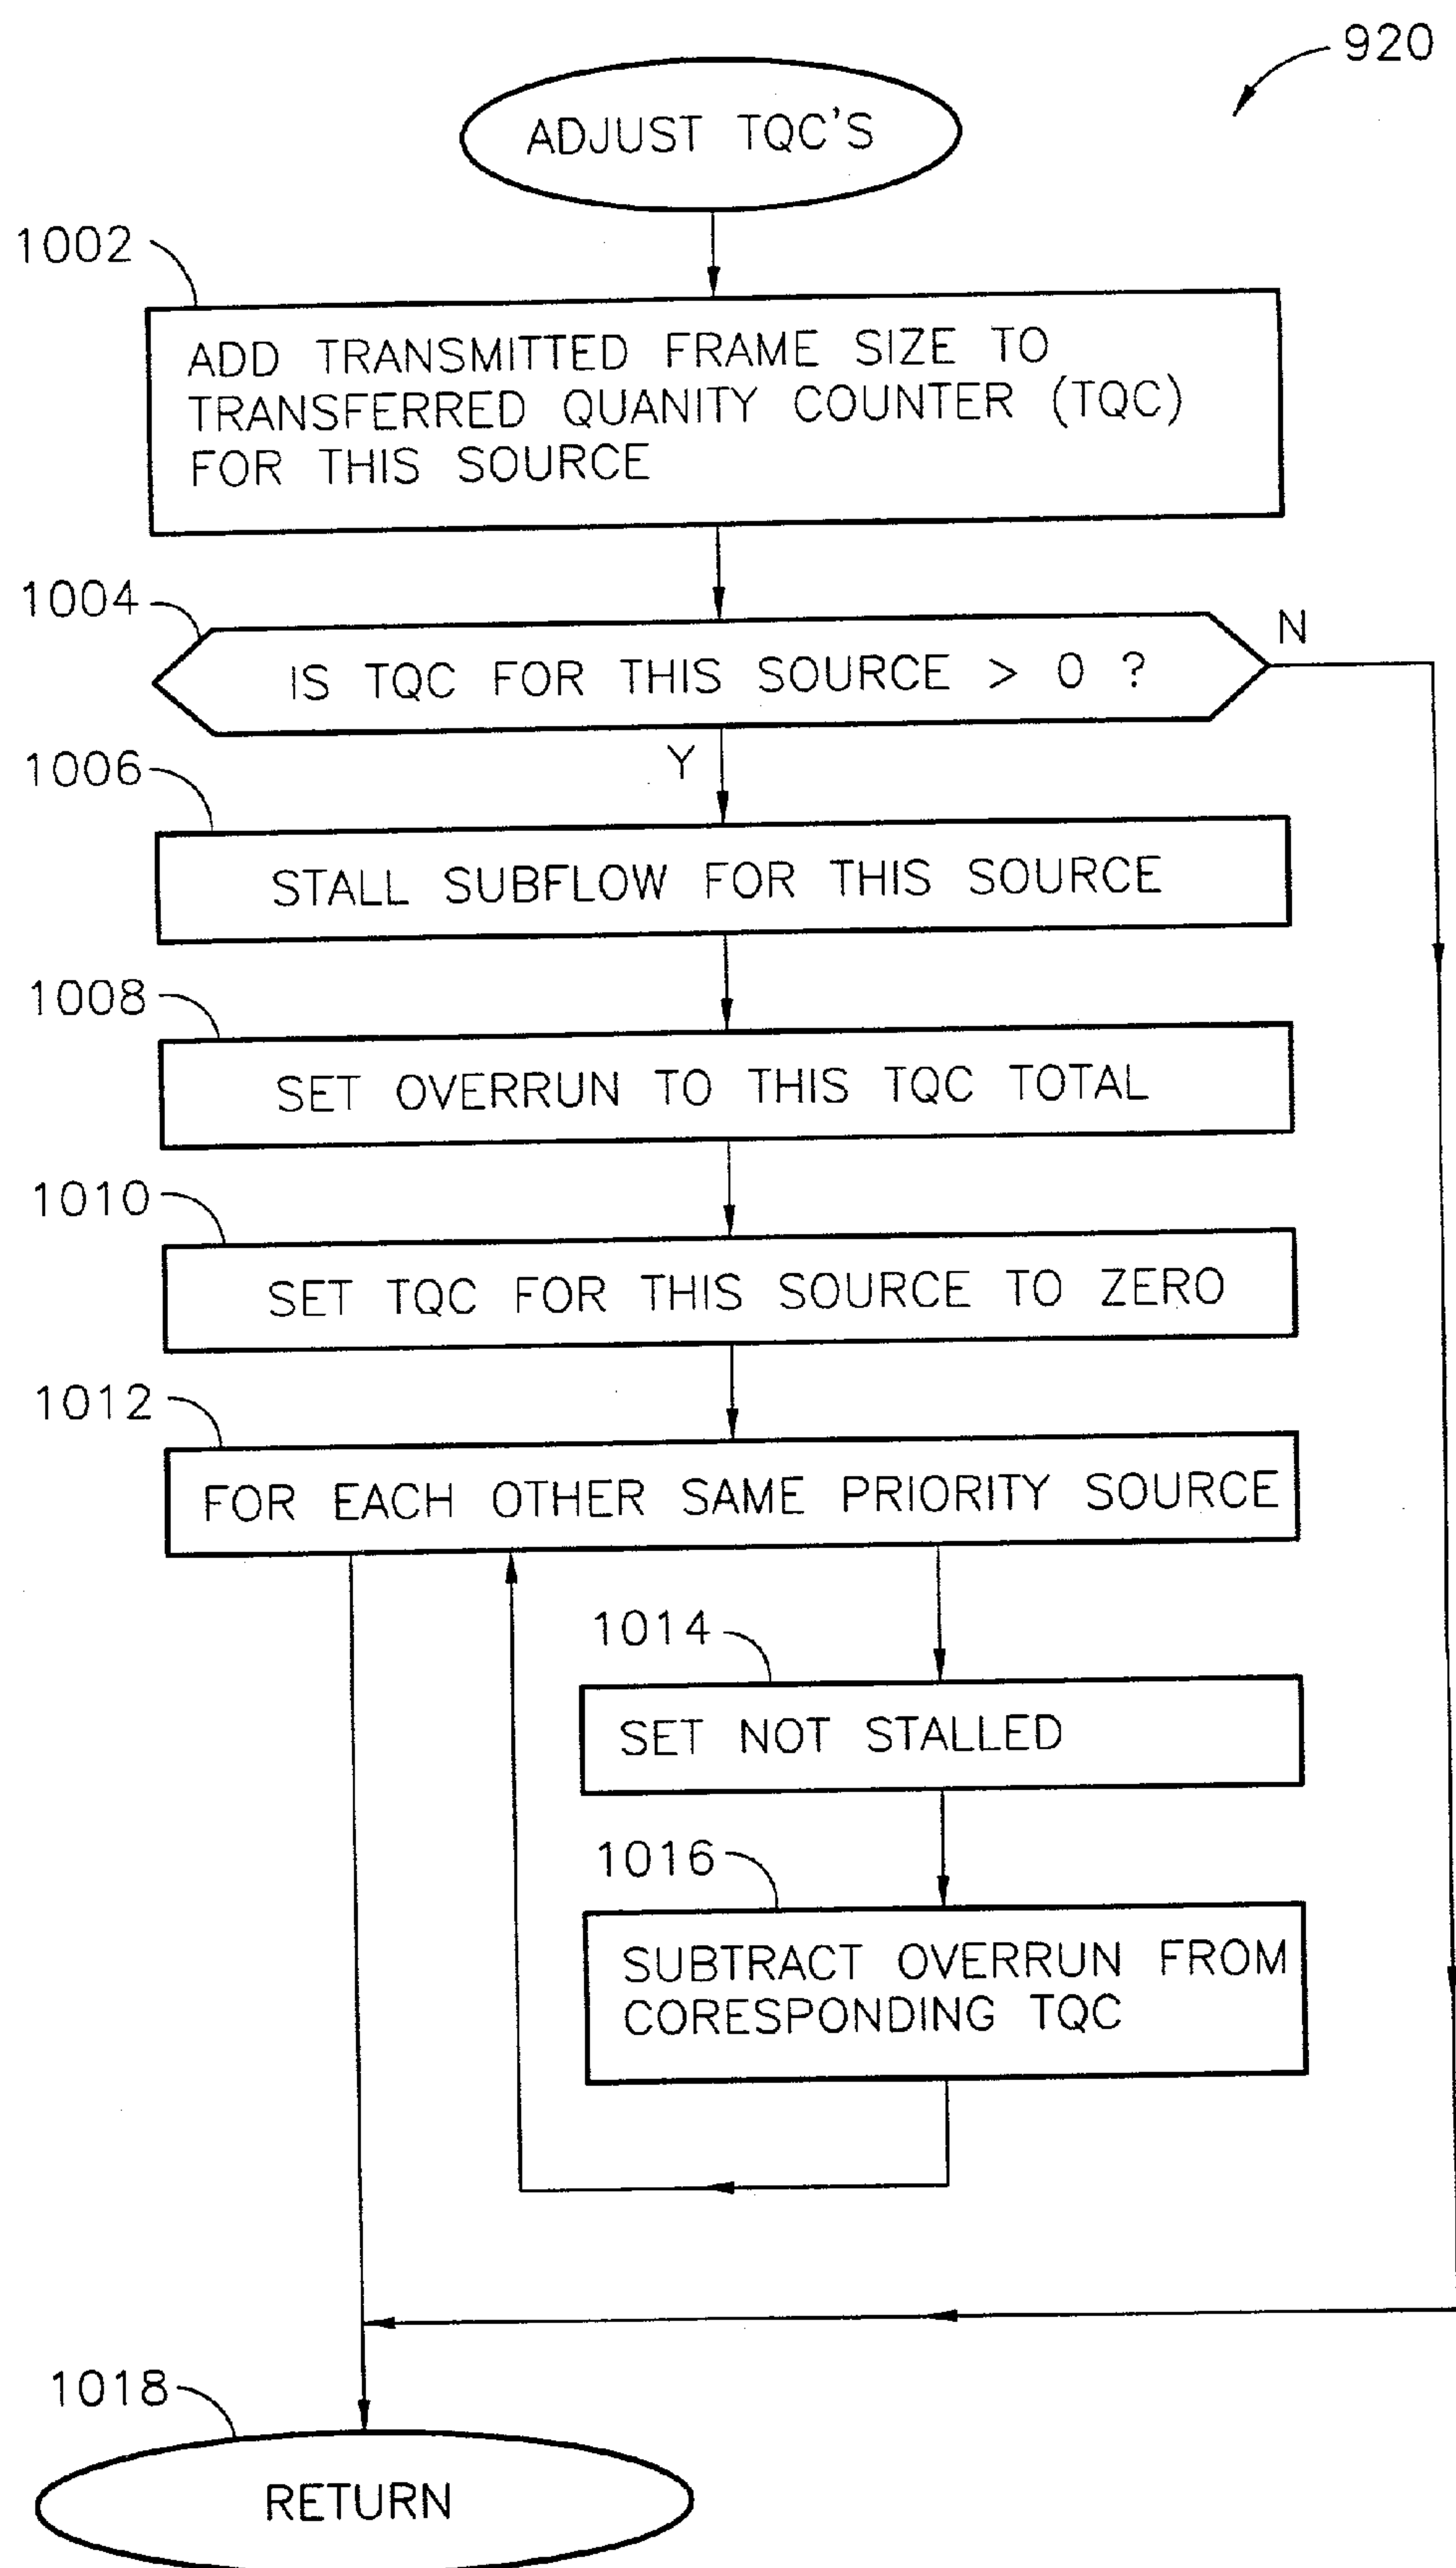 920
ADJUST TQC'S
1002
ADD TRANSMITTED FRAME SIZE TO
TRANSFERRED QUANITY COUNTER (TQC)
FOR THIS SOURCE
1004
IS TQC FOR THIS SOURCE > 0 ?
N
Y
1006
STALL SUBFLOW FOR THIS SOURCE
1008
SET OVERRUN TO THIS TQC TOTAL
1010
SET TQC FOR THIS SOURCE TO ZERO
1012
FOR EACH OTHER SAME PRIORITY SOURCE
1014
SET NOT STALLED
1016
SUBTRACT OVERRUN FROM
CORESPONDING TQC
1018
RETURN